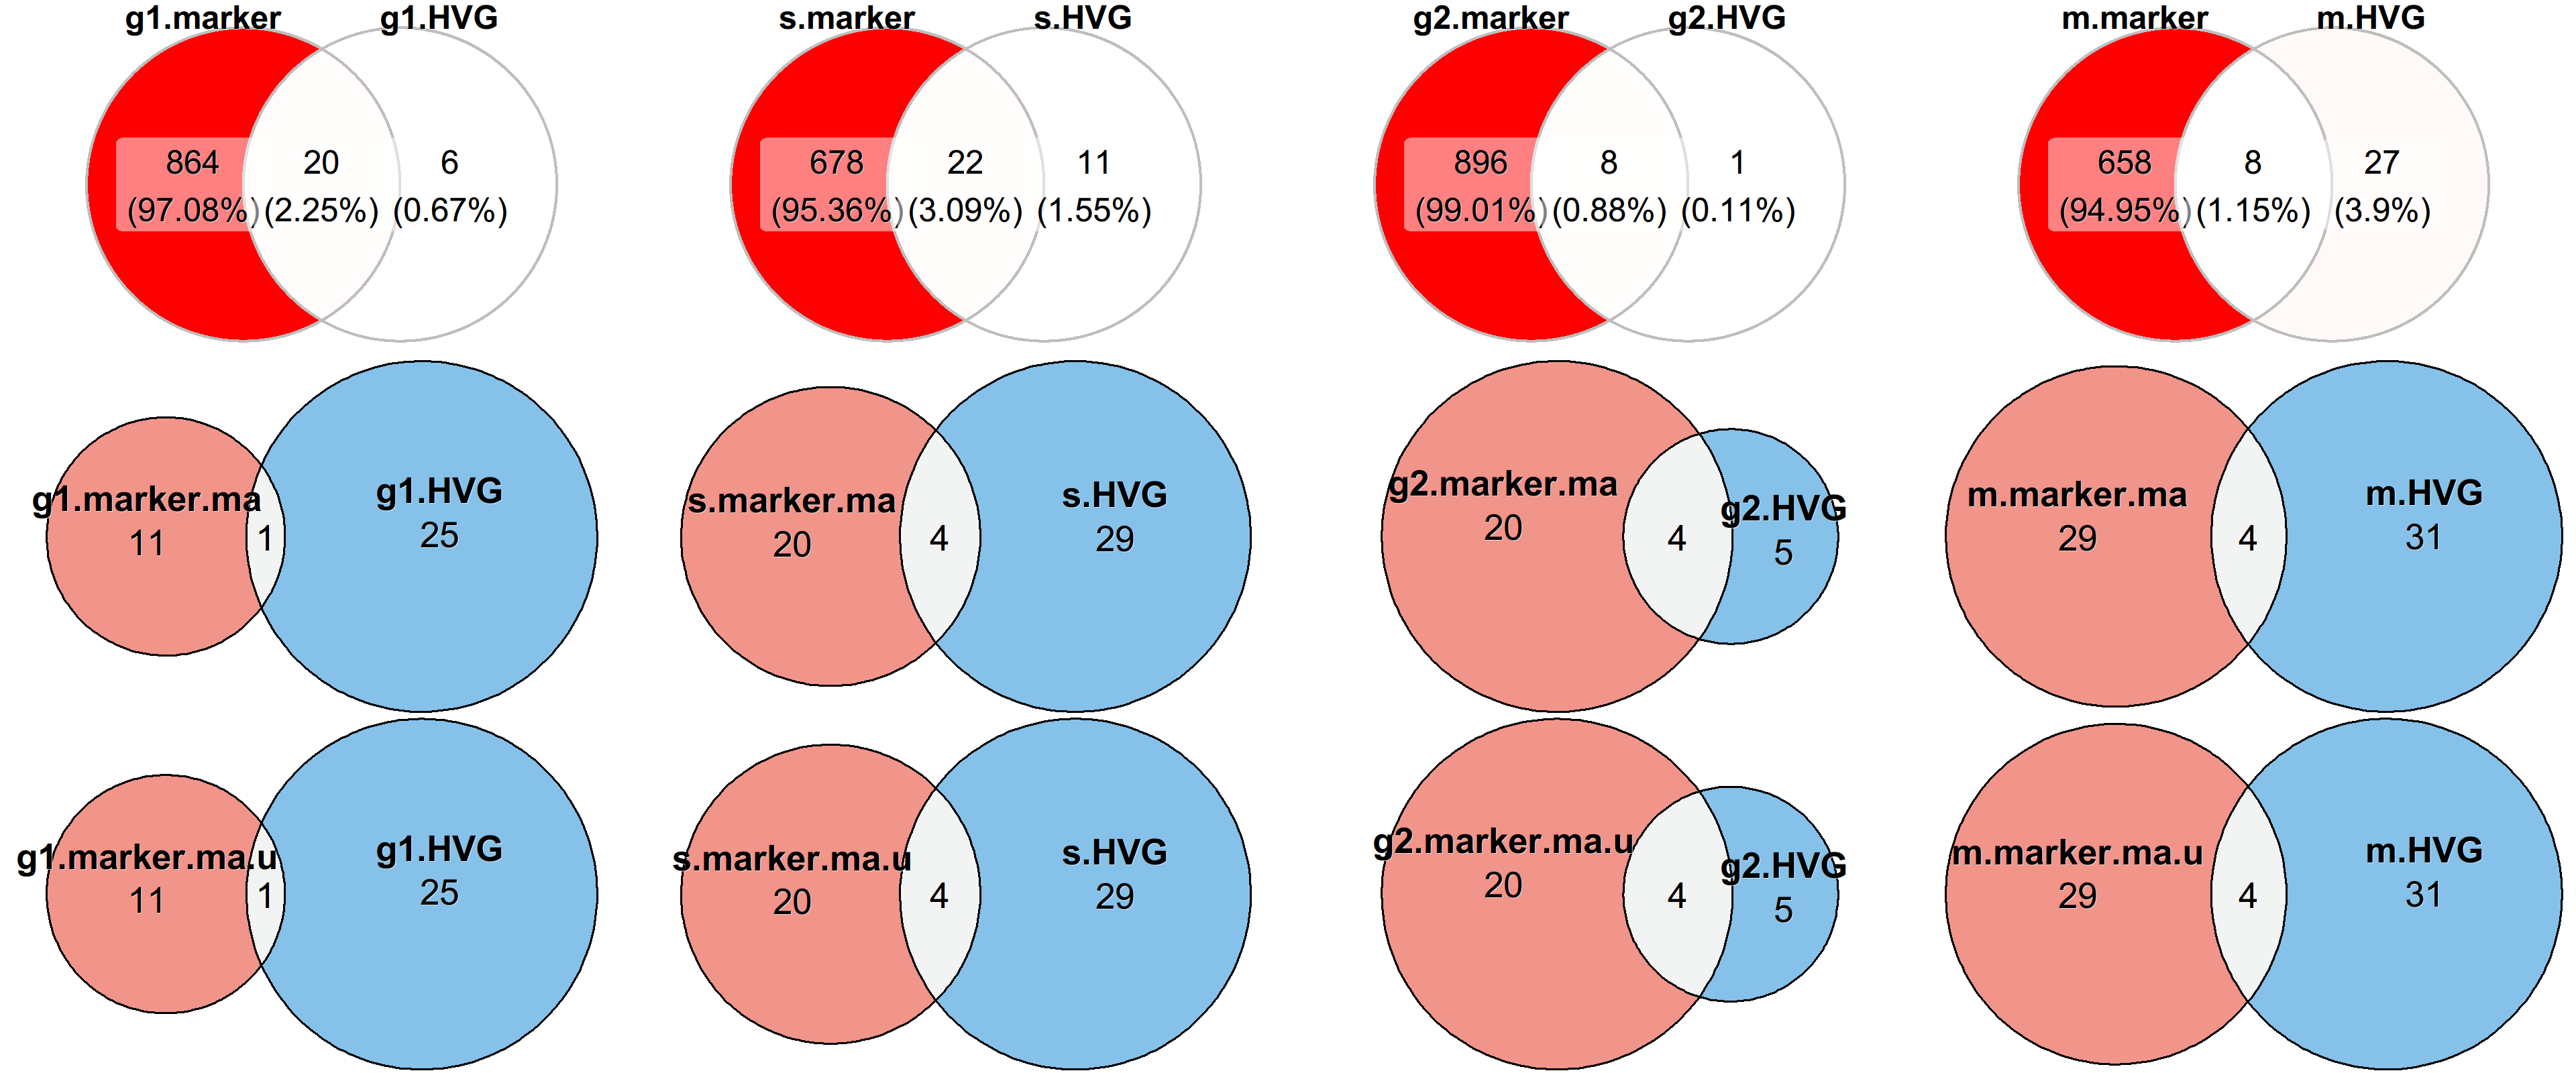 g1.marker g1.HVG s.marker s.HVG g2.marker g2.HVG m.marker m.HVG
864 20 6 678 22 11 896 8 1 658 8 27
(97.08%) (2.25%) (0.67%) (95.36%) (3.09%) (1.55%) (99.01%) (0.88%) (0.11%) (94.95%) (1.15%) (3.9%)
g1.marker.ma g1.HVG s.marker.ma s.HVG g2.marker.ma g2.HVG m.marker.ma m.HVG
11 1 25 20 4 29 20 4 5 29 4 31
g1.marker.ma.u g1.HVG s.marker.ma.u s.HVG g2.marker.ma.u g2.HVG m.marker.ma.u m.HVG
11 1 25 20 4 29 20 4 5 29 4 31